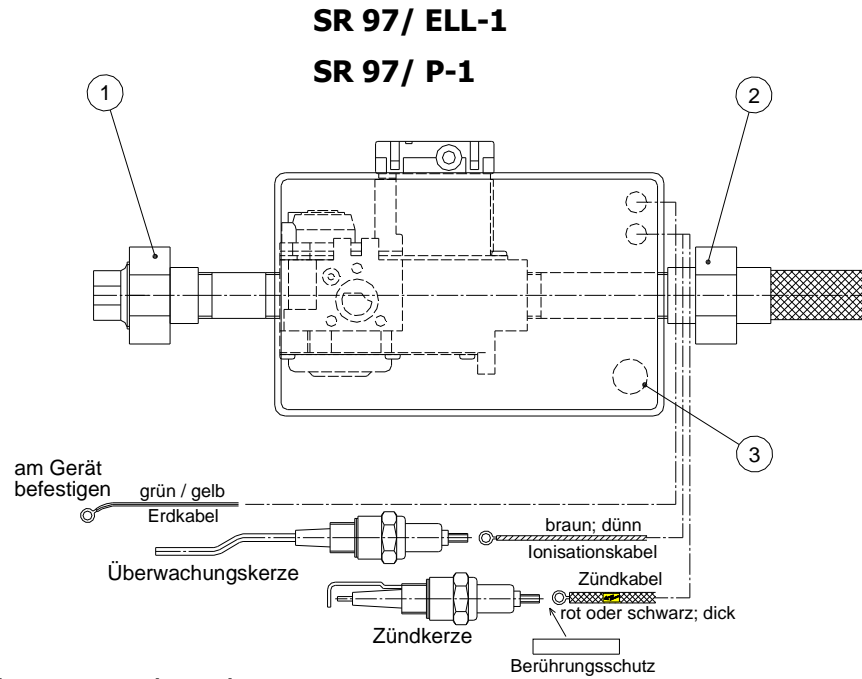 SR 97/ ELL-1
SR 97/ P-1
1
2
3
am Gerät
befestigen
grün / gelb
Erdkabel
braun; dünn
Ionisationskabel
Überwachungskerze
Zündkabel
rot oder schwarz; dick
Zündkerze
Berührungsschutz